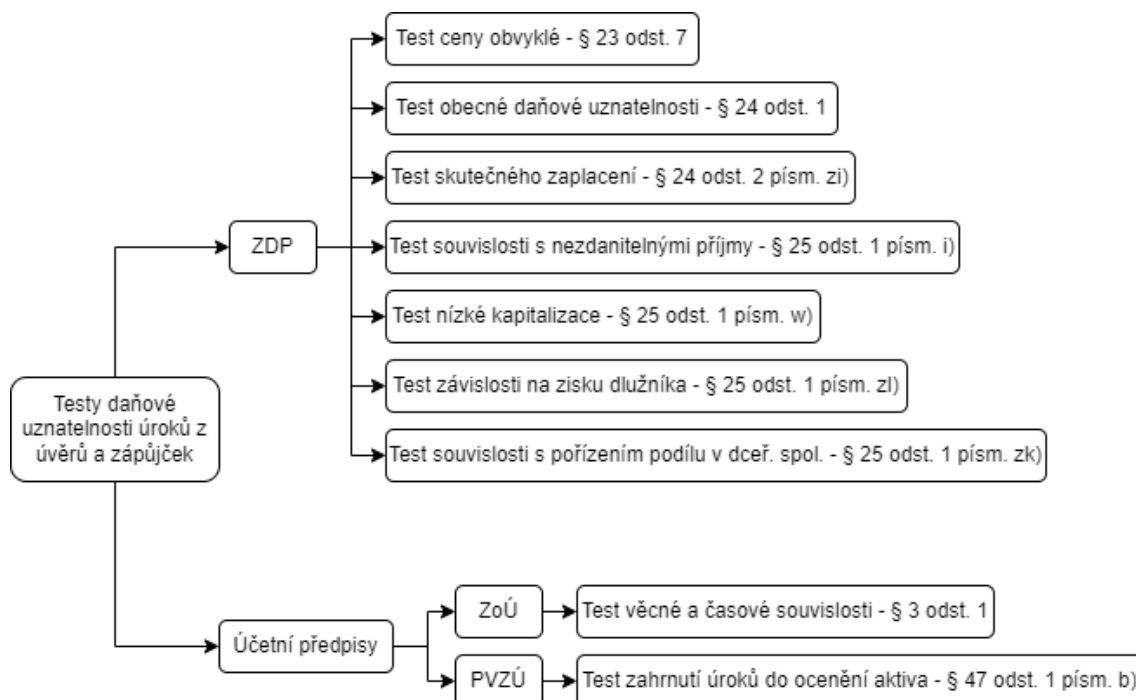 Test ceny obvyklé - § 23 odst. 7
Test obecné daňové uznatelnosti - § 24 odst. 1
Test skutečného zaplacení - § 24 odst. 2 písm. zi)
ZDP
Test souvislosti s nezdanitelnými příjmy - § 25 odst. 1 písm. i)
Test nízké kapitalizace - § 25 odst. 1 písm. w)
Testy daňové
uznatelnosti úroků z
úvěrů a zápůjček
Test závislosti na zisku dlužníka - § 25 odst. 1 písm. zl)
Test souvislosti s pořízením podílu v dceř. spol. - § 25 odst. 1 písm. zk)
Účetní předpisy
ZoÚ
Test věcné a časové souvislosti - § 3 odst. 1
PVZÚ
Test zahrnutí úroků do ocenění aktiva - § 47 odst. 1 písm. b)